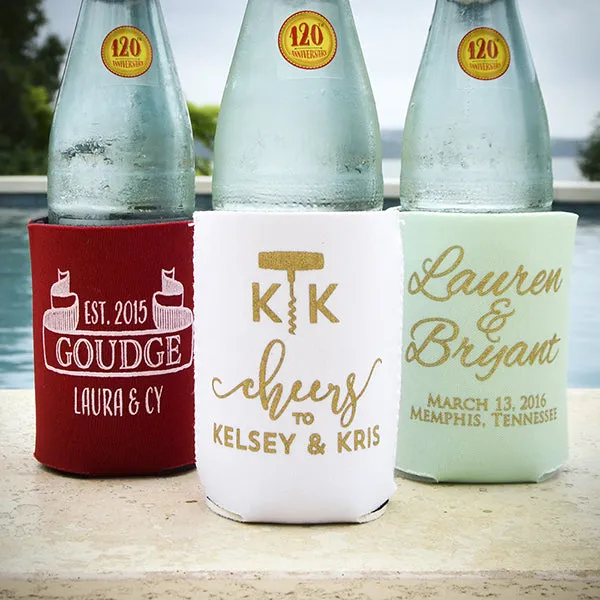 120
ANNIVERSARY
120
ANNIVERSARY
120
ANNIVERSARY
EST. 2015
GOUDGE
LAURA & CY
K K
cheers
TO
KELSEY & KRIS
Lauren
&
Bryant
MARCH 13, 2016
MEMPHIS, TENNESSEE